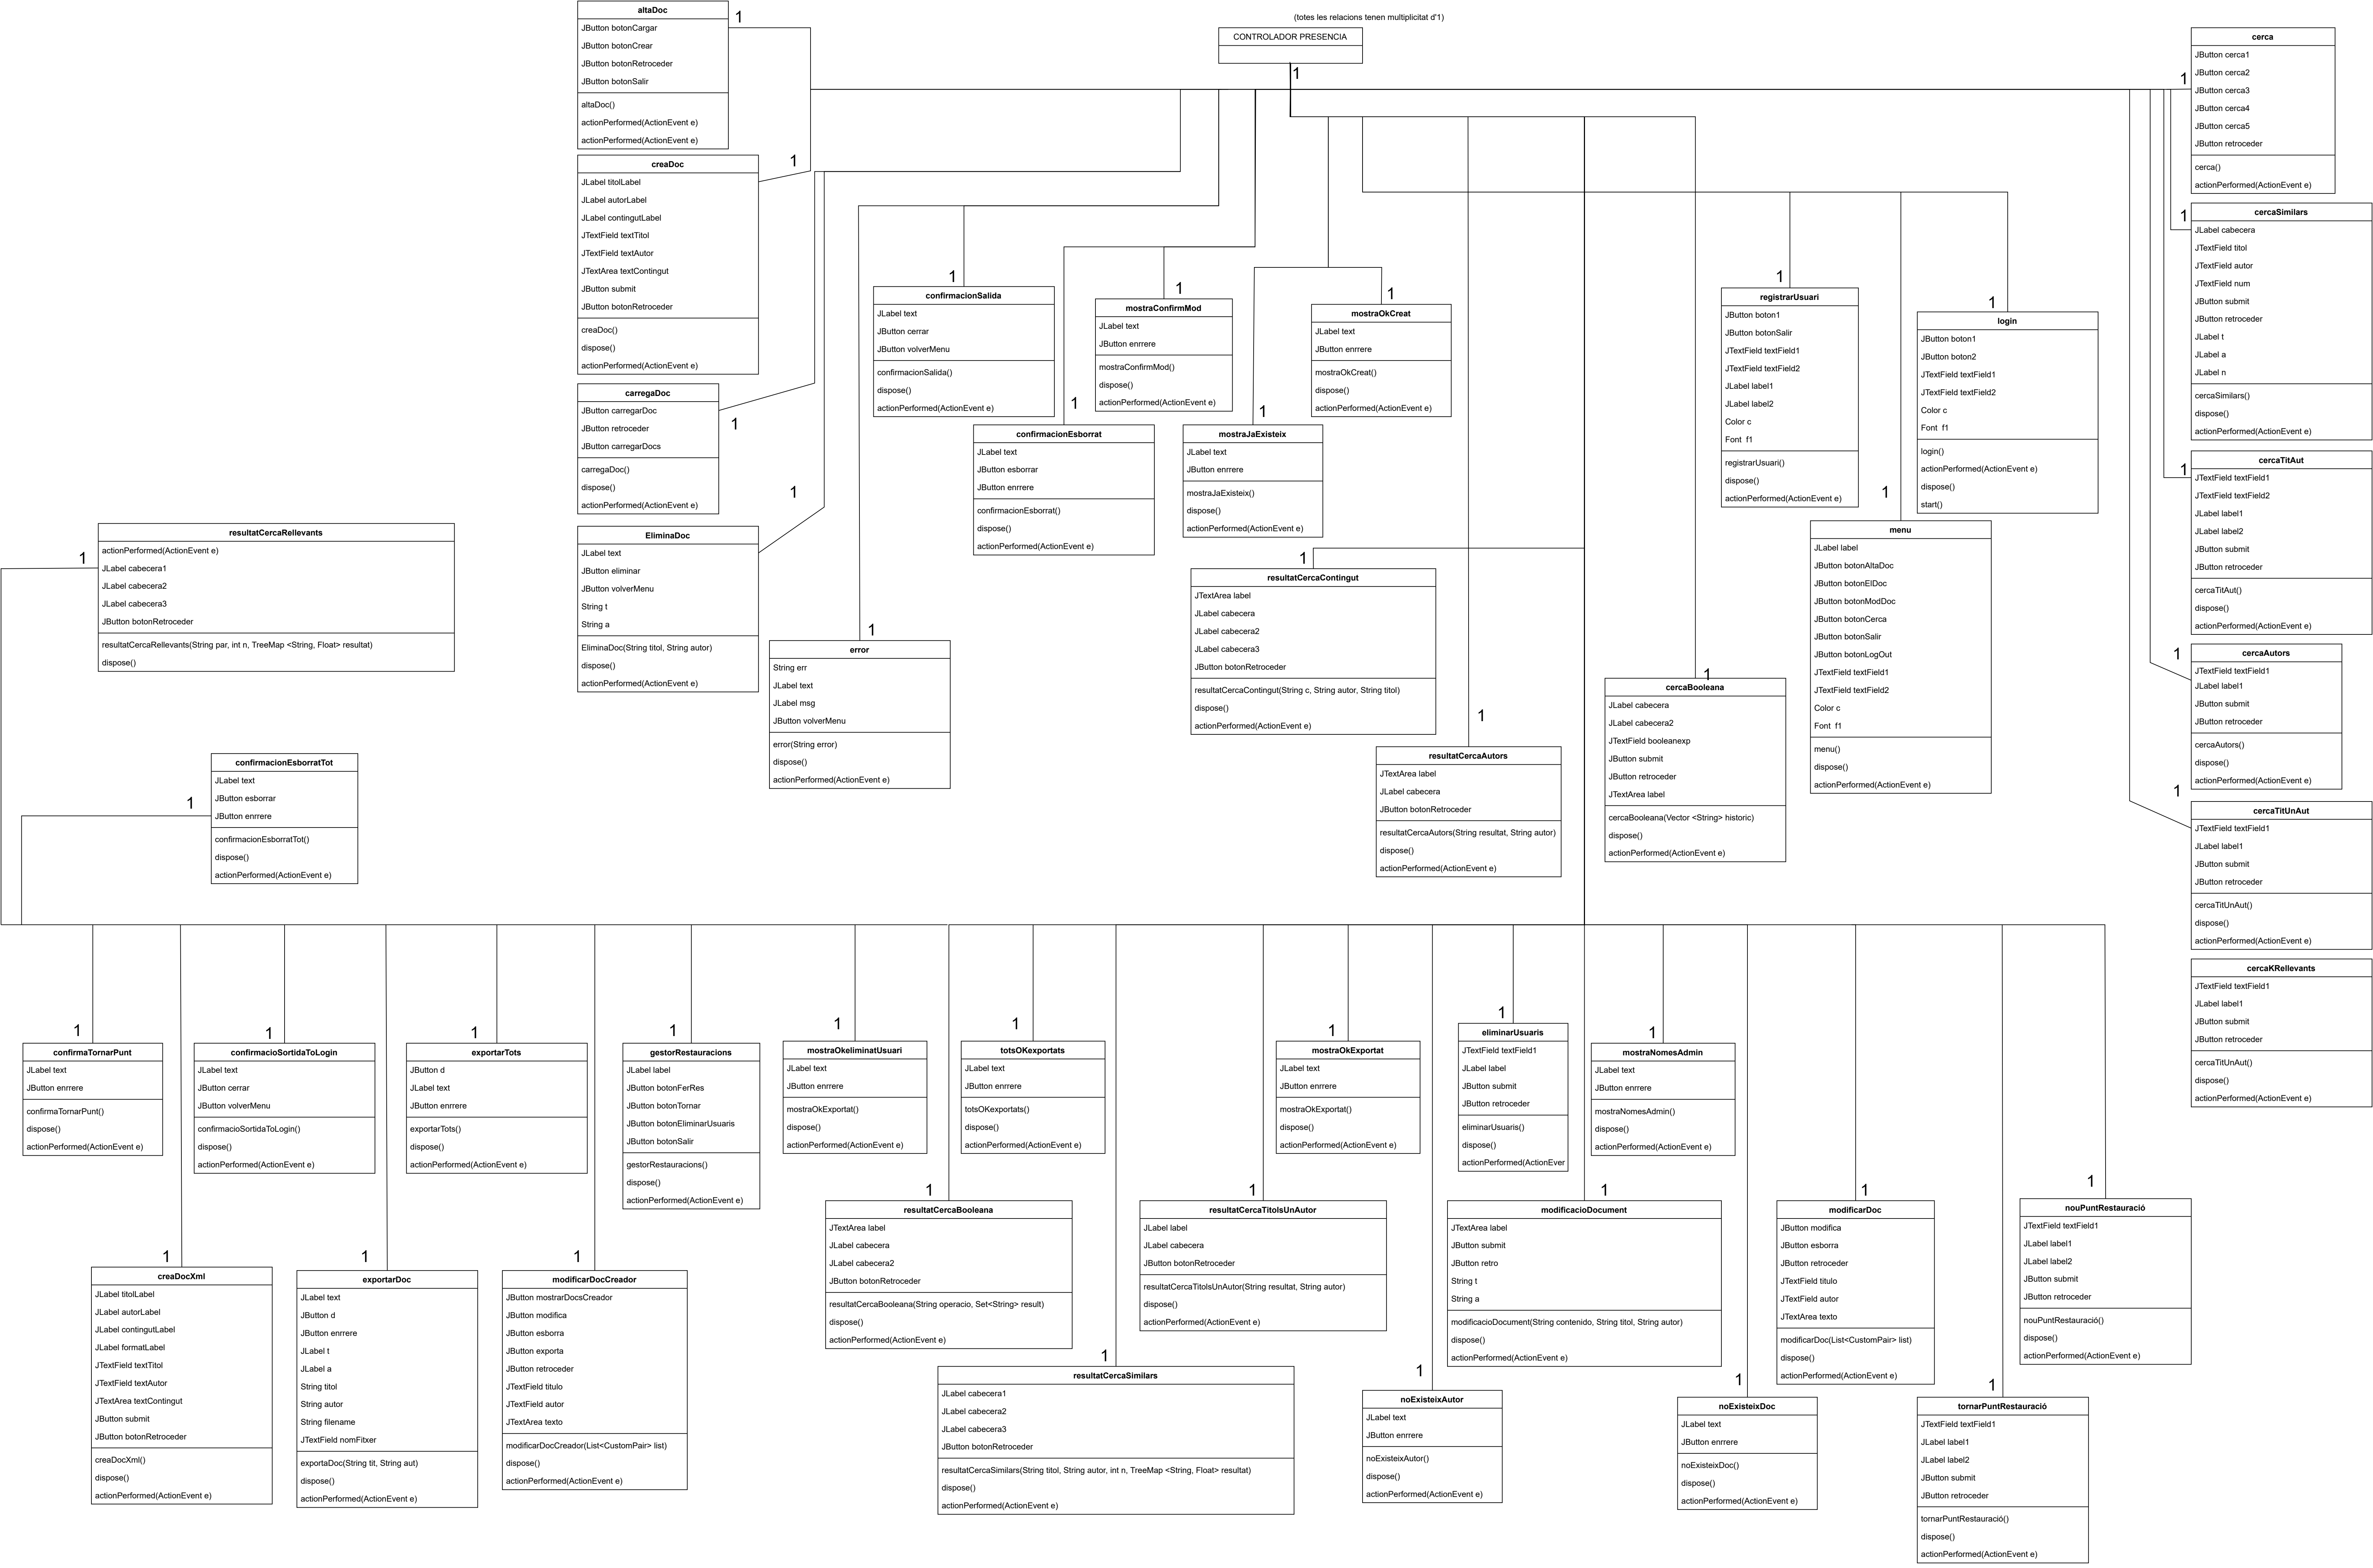 (totes les relacions tenen multiplicitat d'1)
CONTROLADOR PRESENCIA
1
altaDoc
JButton botonCargar
JButton botonCrear
JButton botonRetroceder
JButton botonSalir
altaDoc()
actionPerformed(ActionEvent e)
actionPerformed(ActionEvent e)
1
creaDoc
JLabel titolLabel
JLabel autorLabel
JLabel contingutLabel
JTextField textTitol
JTextField textAutor
JTextArea textContingut
JButton submit
JButton botonRetroceder
creaDoc()
dispose()
actionPerformed(ActionEvent e)
1
carregaDoc
JButton carregarDoc
JButton retroceder
JButton carregarDocs
carregaDoc()
dispose()
actionPerformed(ActionEvent e)
1
EliminaDoc
JLabel text
JButton eliminar
JButton volverMenu
String t
String a
EliminaDoc(String titol, String autor)
dispose()
actionPerformed(ActionEvent e)
1
confirmacionSalida
JLabel text
JButton cerrar
JButton volverMenu
confirmacionSalida()
dispose()
actionPerformed(ActionEvent e)
1
mostraConfirmMod
JLabel text
JButton enrrere
mostraConfirmMod()
dispose()
actionPerformed(ActionEvent e)
1
mostraOkCreat
JLabel text
JButton enrrere
mostraOkCreat()
dispose()
actionPerformed(ActionEvent e)
1
confirmacionEsborrat
JLabel text
JButton esborrar
JButton enrrere
confirmacionEsborrat()
dispose()
actionPerformed(ActionEvent e)
1
mostraJaExisteix
JLabel text
JButton enrrere
mostraJaExisteix()
dispose()
actionPerformed(ActionEvent e)
1
registrarUsuari
JButton boton1
JButton botonSalir
JTextField textField1
JTextField textField2
JLabel label1
JLabel label2
Color c
Font f1
registrarUsuari()
dispose()
actionPerformed(ActionEvent e)
1
login
JButton boton1
JButton boton2
JTextField textField1
JTextField textField2
Color c
Font f1
login()
actionPerformed(ActionEvent e)
dispose()
start()
1
menu
JLabel label
JButton botonAltaDoc
JButton botonElDoc
JButton botonModDoc
JButton botonCerca
JButton botonSalir
JButton botonLogOut
JTextField textField1
JTextField textField2
Color c
Font f1
menu()
dispose()
actionPerformed(ActionEvent e)
1
cerca
JButton cerca1
JButton cerca2
JButton cerca3
JButton cerca4
JButton cerca5
JButton retroceder
cerca()
actionPerformed(ActionEvent e)
1
cercaSimilars
JLabel cabecera
JTextField titol
JTextField autor
JTextField num
JButton submit
JButton retroceder
JLabel t
JLabel a
JLabel n
cercaSimilars()
dispose()
actionPerformed(ActionEvent e)
1
cercaTitAut
JTextField textField1
JTextField textField2
JLabel label1
JLabel label2
JButton submit
JButton retroceder
cercaTitAut()
dispose()
actionPerformed(ActionEvent e)
1
cercaAutors
JTextField textField1
JLabel label1
JButton submit
JButton retroceder
cercaAutors()
dispose()
actionPerformed(ActionEvent e)
1
cercaTitUnAut
JTextField textField1
JLabel label1
JButton submit
JButton retroceder
cercaTitUnAut()
dispose()
actionPerformed(ActionEvent e)
cercaKRellevants
JTextField textField1
JLabel label1
JButton submit
JButton retroceder
cercaTitUnAut()
dispose()
actionPerformed(ActionEvent e)
1
resultatCercaRellevants
actionPerformed(ActionEvent e)
JLabel cabecera1
JLabel cabecera2
JLabel cabecera3
JButton botonRetroceder
resultatCercaRellevants(String par, int n, TreeMap <String, Float> resultat)
dispose()
1
error
String err
JLabel text
JLabel msg
JButton volverMenu
error(String error)
dispose()
actionPerformed(ActionEvent e)
1
resultatCercaContingut
JTextArea label
JLabel cabecera
JLabel cabecera2
JLabel cabecera3
JButton botonRetroceder
resultatCercaContingut(String c, String autor, String titol)
dispose()
actionPerformed(ActionEvent e)
1
resultatCercaAutors
JTextArea label
JLabel cabecera
JButton botonRetroceder
resultatCercaAutors(String resultat, String autor)
dispose()
actionPerformed(ActionEvent e)
1
cercaBooleana
JLabel cabecera
JLabel cabecera2
JTextField booleanexp
JButton submit
JButton retroceder
JTextArea label
cercaBooleana(Vector <String> historic)
dispose()
actionPerformed(ActionEvent e)
1
confirmacionEsborratTot
JLabel text
JButton esborrar
JButton enrrere
confirmacionEsborratTot()
dispose()
actionPerformed(ActionEvent e)
1
confirmaTornarPunt
JLabel text
JButton enrrere
confirmaTornarPunt()
dispose()
actionPerformed(ActionEvent e)
1
confirmacioSortidaToLogin
JLabel text
JButton cerrar
JButton volverMenu
confirmacioSortidaToLogin()
dispose()
actionPerformed(ActionEvent e)
1
exportarTots
JButton d
JLabel text
JButton enrrere
exportarTots()
dispose()
actionPerformed(ActionEvent e)
1
gestorRestauracions
JLabel label
JButton botonFerRes
JButton botonTornar
JButton botonEliminarUsuaris
JButton botonSalir
gestorRestauracions()
dispose()
actionPerformed(ActionEvent e)
1
mostraOkeliminatUsuari
JLabel text
JButton enrrere
mostraOkExportat()
dispose()
actionPerformed(ActionEvent e)
1
totsOKexportats
JLabel text
JButton enrrere
totsOKexportats()
dispose()
actionPerformed(ActionEvent e)
1
mostraOkExportat
JLabel text
JButton enrrere
mostraOkExportat()
dispose()
actionPerformed(ActionEvent e)
1
eliminarUsuaris
JTextField textField1
JLabel label
JButton submit
JButton retroceder
eliminarUsuaris()
dispose()
actionPerformed(ActionEver
1
mostraNomesAdmin
JLabel text
JButton enrrere
mostraNomesAdmin()
dispose()
actionPerformed(ActionEvent e)
1
creaDocXml
JLabel titolLabel
JLabel autorLabel
JLabel contingutLabel
JLabel formatLabel
JTextField textTitol
JTextField textAutor
JTextArea textContingut
JButton submit
JButton botonRetroceder
creaDocXml()
dispose()
actionPerformed(ActionEvent e)
1
exportarDoc
JLabel text
JButton d
JButton enrrere
JLabel t
JLabel a
String titol
String autor
String filename
JTextField nomFitxer
exportaDoc(String tit, String aut)
dispose()
actionPerformed(ActionEvent e)
1
modificarDocCreador
JButton mostrarDocsCreador
JButton modifica
JButton esborra
JButton exporta
JButton retroceder
JTextField titulo
JTextField autor
JTextArea texto
modificarDocCreador(List<CustomPair> list)
dispose()
actionPerformed(ActionEvent e)
1
resultatCercaBooleana
JTextArea label
JLabel cabecera
JLabel cabecera2
JButton botonRetroceder
resultatCercaBooleana(String operacio, Set<String> result)
dispose()
actionPerformed(ActionEvent e)
1
resultatCercaTitolsUnAutor
JLabel label
JLabel cabecera
JButton botonRetroceder
resultatCercaTitolsUnAutor(String resultat, String autor)
dispose()
actionPerformed(ActionEvent e)
1
modificacioDocument
JTextArea label
JButton submit
JButton retro
String t
String a
modificacioDocument(String contenido, String titol, String autor)
dispose()
actionPerformed(ActionEvent e)
1
modificarDoc
JButton modifica
JButton esborra
JButton retroceder
JTextField titulo
JTextField autor
JTextArea texto
modificarDoc(List<CustomPair> list)
dispose()
actionPerformed(ActionEvent e)
1
nouPuntRestauració
JTextField textField1
JLabel label1
JLabel label2
JButton submit
JButton retroceder
nouPuntRestauració()
dispose()
actionPerformed(ActionEvent e)
1
resultatCercaSimilars
JLabel cabecera1
JLabel cabecera2
JLabel cabecera3
JButton botonRetroceder
resultatCercaSimilars(String titol, String autor, int n, TreeMap <String, Float> resultat)
dispose()
actionPerformed(ActionEvent e)
1
noExisteixAutor
JLabel text
JButton enrrere
noExisteixAutor()
dispose()
actionPerformed(ActionEvent e)
1
noExisteixDoc
JLabel text
JButton enrrere
noExisteixDoc()
dispose()
actionPerformed(ActionEvent e)
1
tornarPuntRestauració
JTextField textField1
JLabel label1
JLabel label2
JButton submit
JButton retroceder
tornarPuntRestauració()
dispose()
actionPerformed(ActionEvent e)